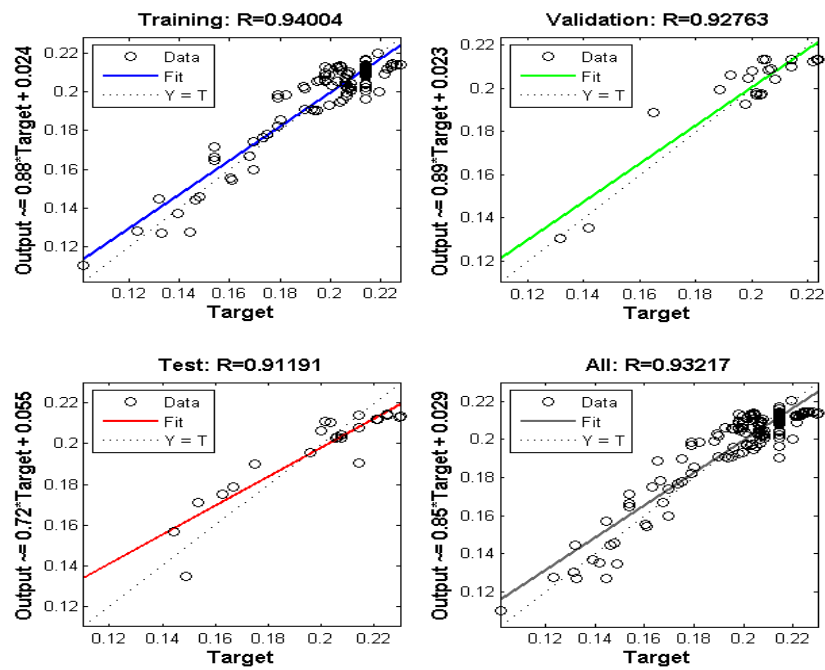 Training: R=0.94004
Output ~= 0.88*Target + 0.024
0.22
0.2
0.18
0.16
0.14
0.12
Data
Fit
Y = T
0.12 0.14 0.16 0.18 0.2 0.22
Target
Validation: R=0.92763
Output ~= 0.89*Target + 0.023
0.22
0.2
0.18
0.16
0.14
0.12
Data
Fit
Y = T
0.12 0.14 0.16 0.18 0.2 0.22
Target
Test: R=0.91191
Output ~= 0.72*Target + 0.055
0.22
0.2
0.18
0.16
0.14
0.12
Data
Fit
Y = T
0.12 0.14 0.16 0.18 0.2 0.22
Target
All: R=0.93217
Output ~= 0.85*Target + 0.029
0.22
0.2
0.18
0.16
0.14
0.12
Data
Fit
Y = T
0.12 0.14 0.16 0.18 0.2 0.22
Target